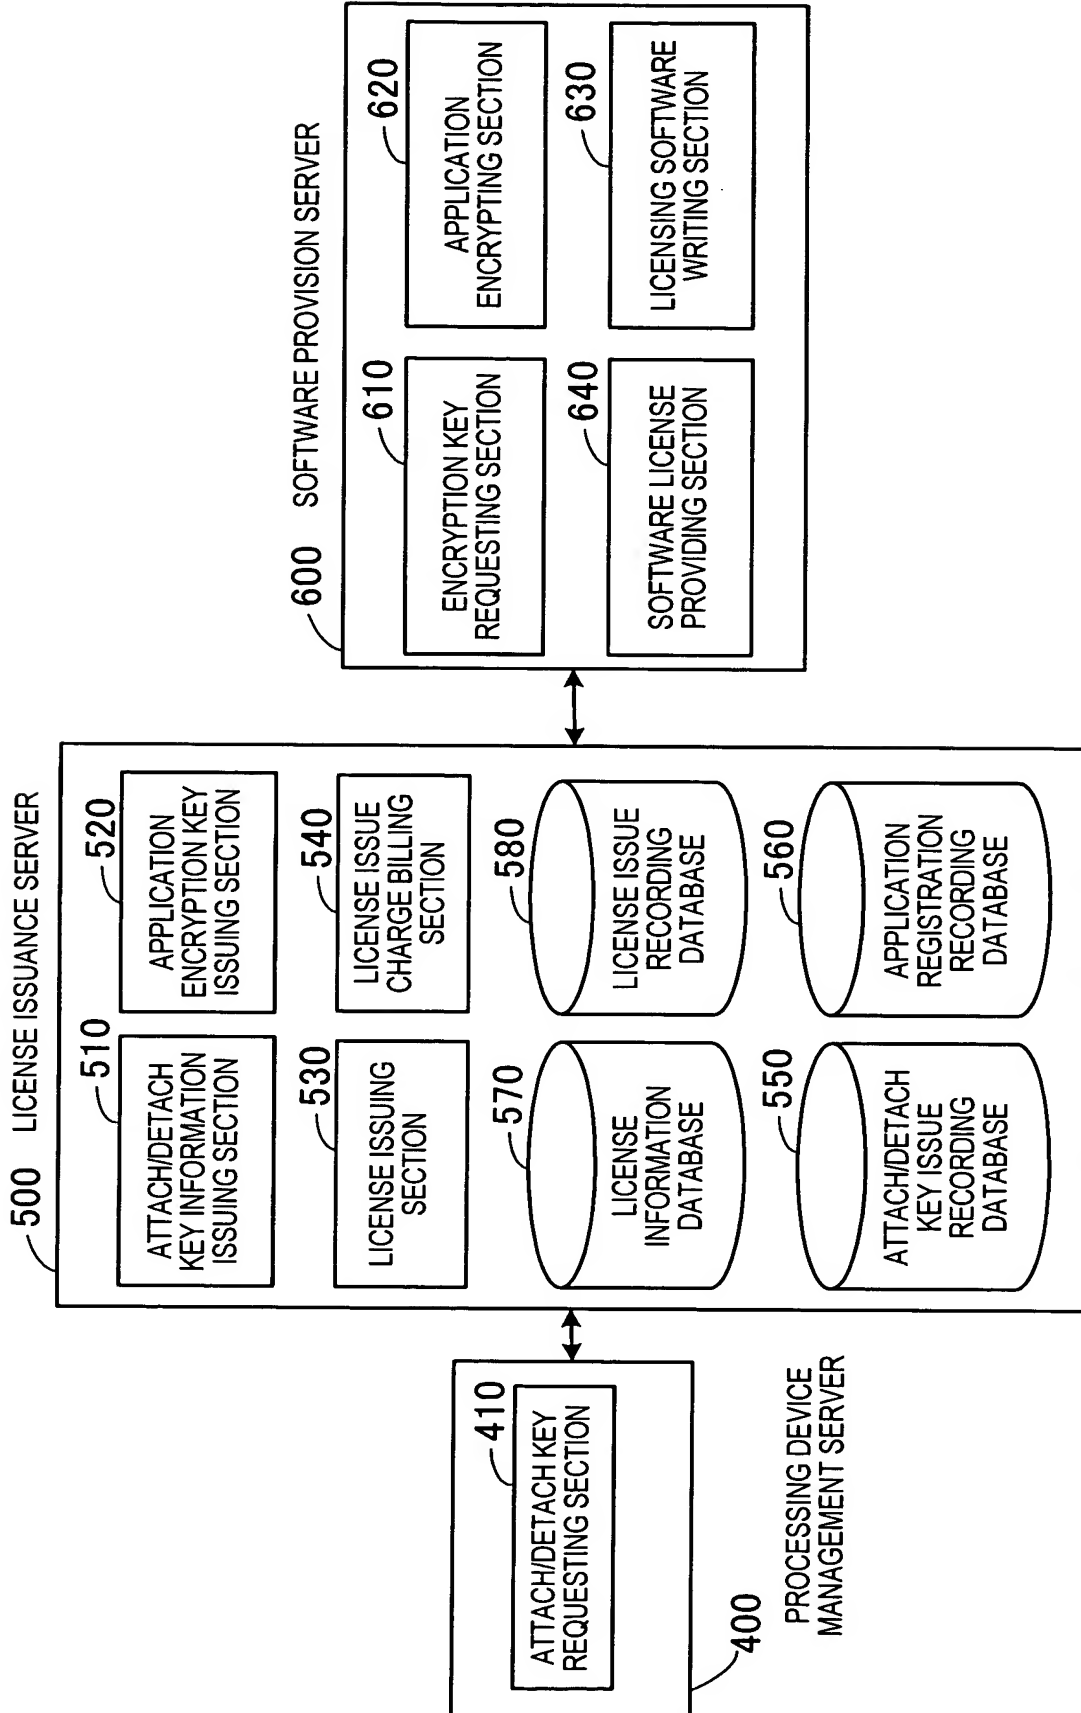 500
LICENSE ISSUANCE SERVER
510
ATTACH/DETACH
KEY INFORMATION
ISSUING SECTION
520
APPLICATION
ENCRYPTION KEY
ISSUING SECTION
530
LICENSE ISSUING
SECTION
540
LICENSE ISSUE
CHARGE BILLING
SECTION
570
LICENSE
INFORMATION
DATABASE
580
LICENSE ISSUE
RECORDING
DATABASE
550
ATTACH/DETACH
KEY ISSUE
RECORDING
DATABASE
560
APPLICATION
REGISTRATION
RECORDING
DATABASE
410
ATTACH/DETACH KEY
REQUESTING SECTION
400
PROCESSING DEVICE
MANAGEMENT SERVER
600
SOFTWARE PROVISION SERVER
610
ENCRYPTION KEY
REQUESTING SECTION
620
APPLICATION
ENCRYPTING SECTION
640
SOFTWARE LICENSE
PROVIDING SECTION
630
LICENSING SOFTWARE
WRITING SECTION